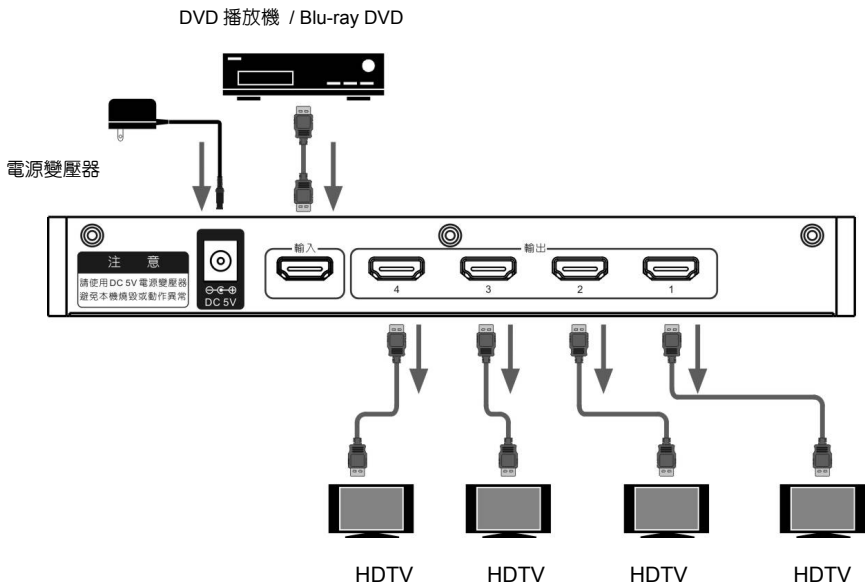 DVD 播放機 / Blu-ray DVD
電源變壓器
注 意
請使用DC 5V電源變壓器
避免本機燒毀或動作異常
DC 5V
輸入
輸出
4
3
2
1
HDTV
HDTV
HDTV
HDTV